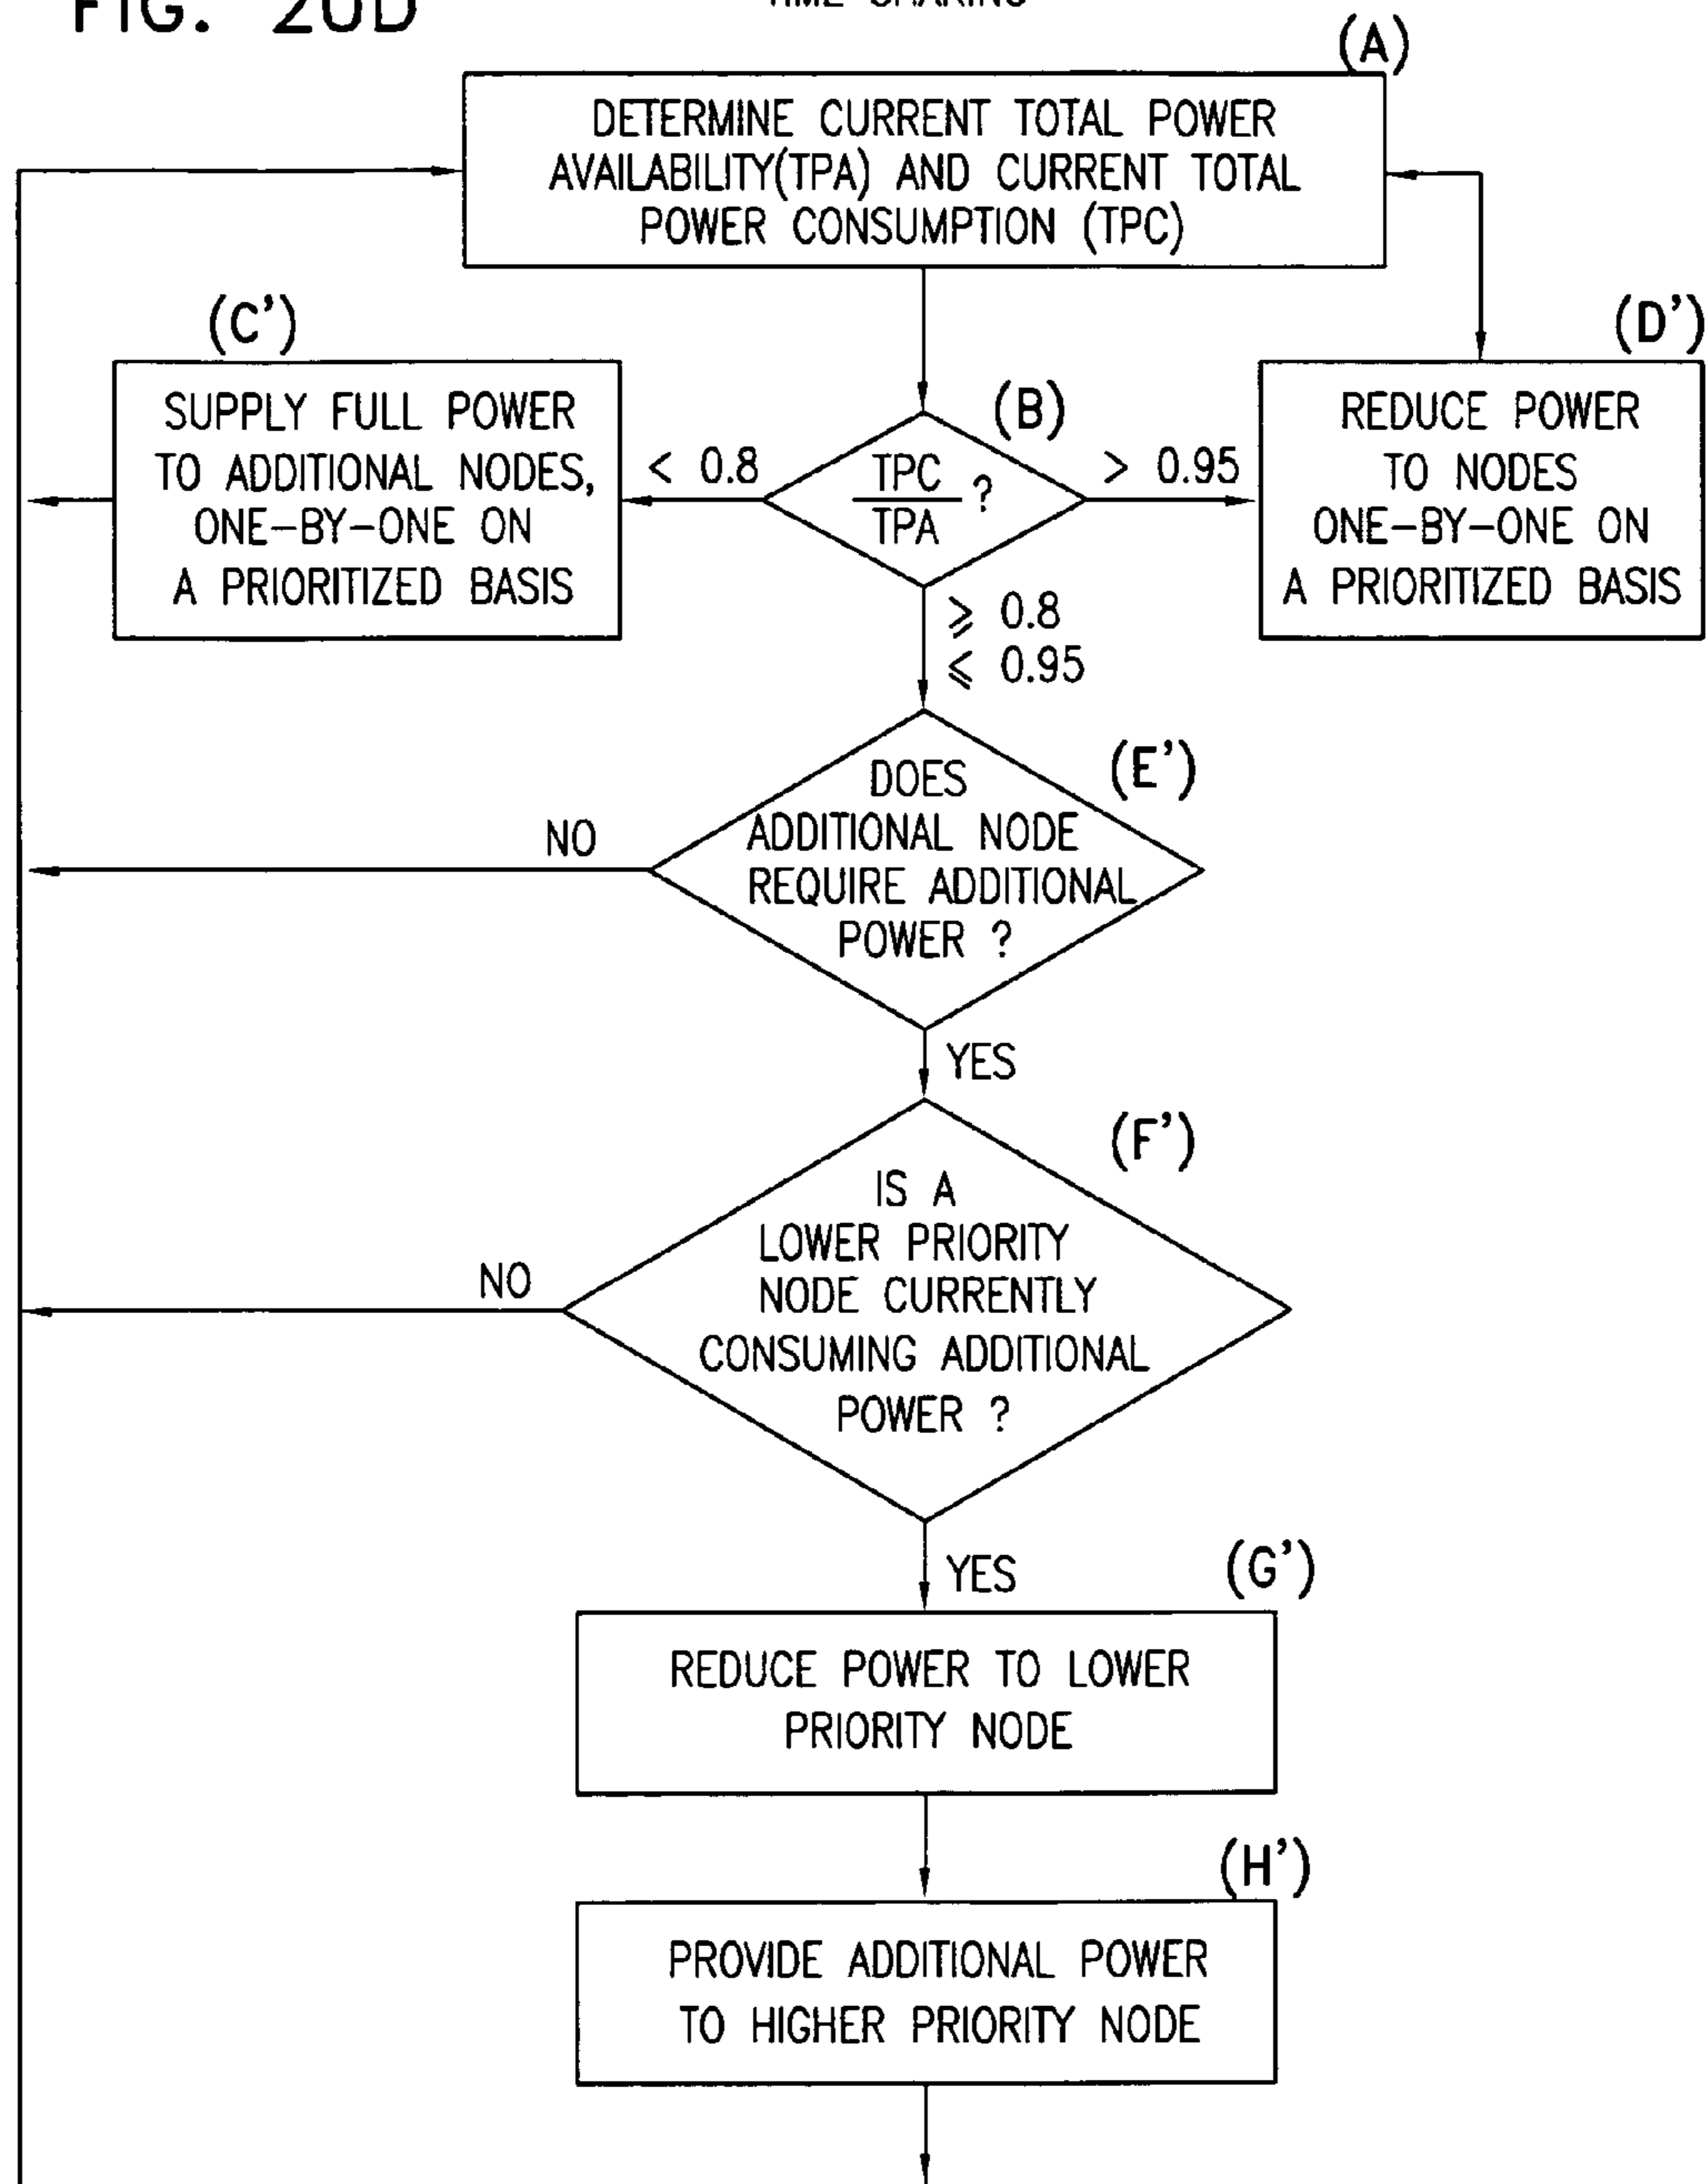 FIG. 20D
TIME SHARING
(A)
DETERMINE CURRENT TOTAL POWER
AVAILABILITY(TPA) AND CURRENT TOTAL
POWER CONSUMPTION (TPC)
(C')
SUPPLY FULL POWER
TO ADDITIONAL NODES,
ONE-BY-ONE ON
A PRIORITIZED BASIS
< 0.8
(B)
TPC
TPA
?
> 0.95
(D')
REDUCE POWER
TO NODES
ONE-BY-ONE ON
A PRIORITIZED BASIS
⩾ 0.8
⩽ 0.95
(E')
DOES
ADDITIONAL NODE
REQUIRE ADDITIONAL
POWER ?
NO
YES
(F')
IS A
LOWER PRIORITY
NODE CURRENTLY
CONSUMING ADDITIONAL
POWER ?
NO
YES
(G')
REDUCE POWER TO LOWER
PRIORITY NODE
(H')
PROVIDE ADDITIONAL POWER
TO HIGHER PRIORITY NODE